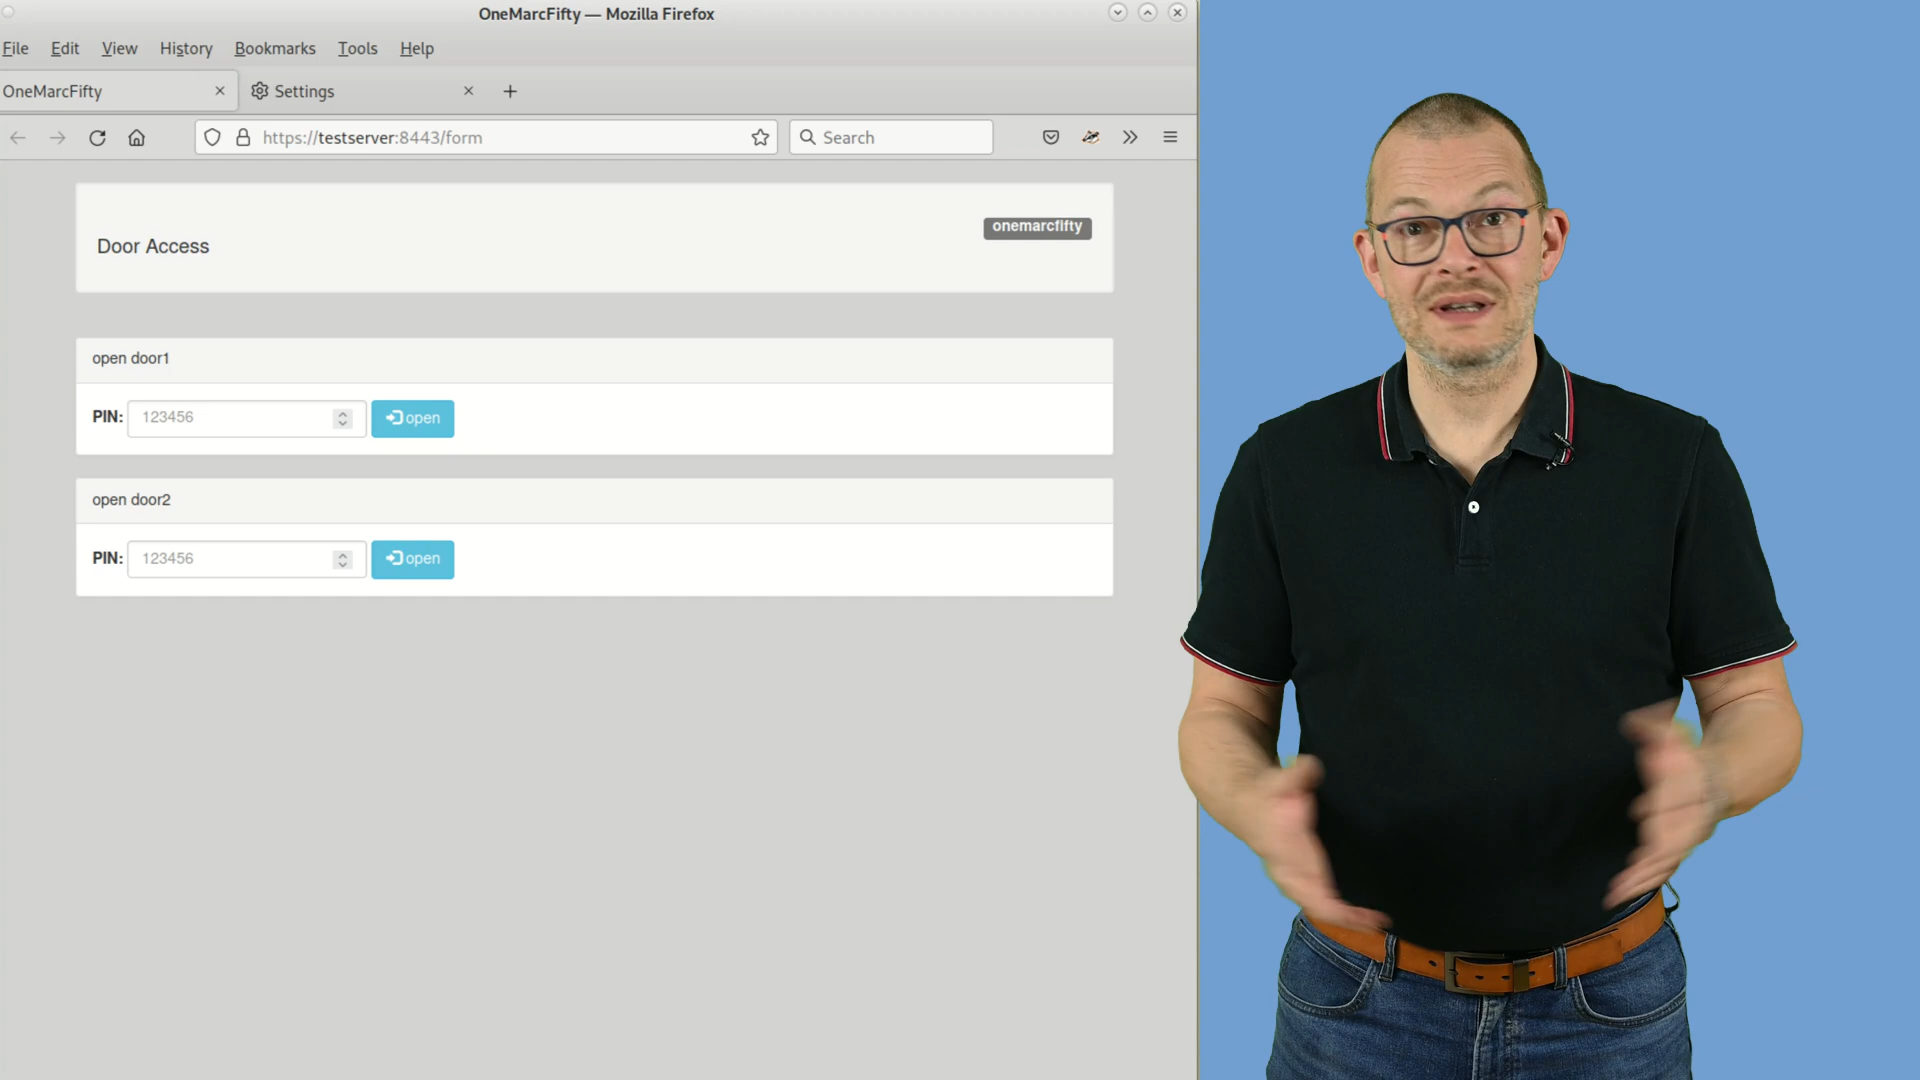 OneMarcFifty — Mozilla Firefox
File Edit View History Bookmarks Tools Help
OneMarcFifty
Settings
https://testserver:8443/form
Search
onemarcfifty
Door Access
open door1
PIN: 123456 open
open door2
PIN: 123456 open